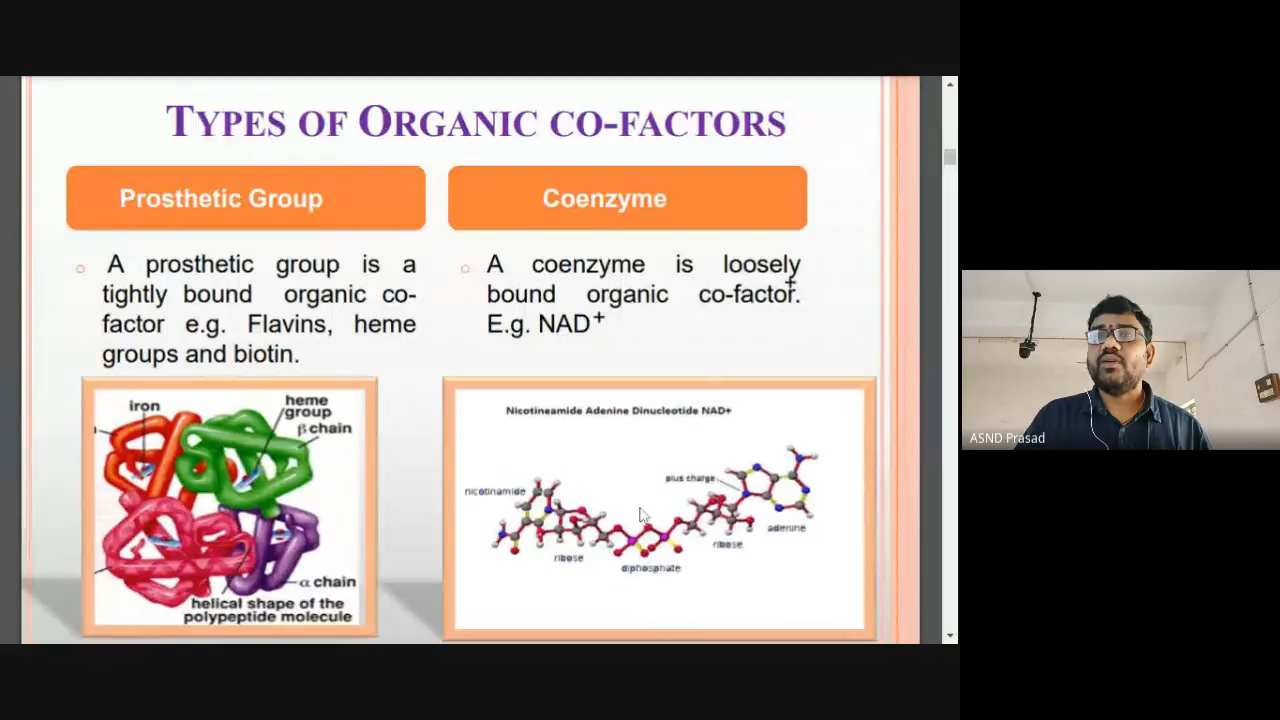 TYPES OF ORGANIC CO-FACTORS
Prosthetic Group
A prosthetic group is a
tightly bound organic co-
factor e.g. Flavins, heme
groups and biotin.
Coenzyme
A coenzyme is loosely
+
bound organic co-factor.
E.g. NAD+
iron
heme
group
β chain
α chain
helical shape of the
polypeptide molecule
Nicotineamide Adenine Dinucleotide NAD+
nicotinamide
plus charge
adenine
ribose
ribose
diphosphate
ASND Prasad